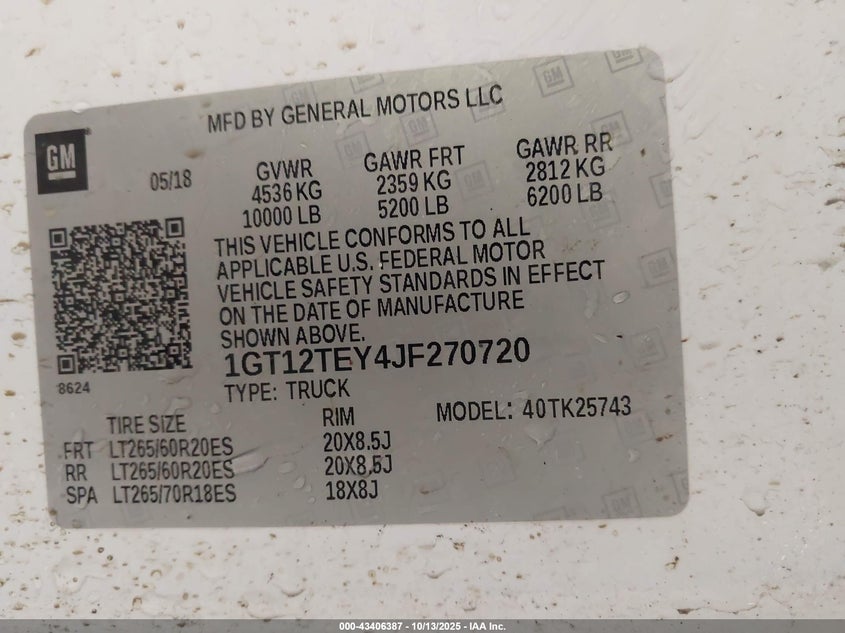 MFD BY GENERAL MOTORS LLC
GM
05/18
GVWR GAWR FRT GAWR RR
4536 KG 2359 KG 2812 KG
10000 LB 5200 LB 6200 LB
THIS VEHICLE CONFORMS TO ALL
APPLICABLE U.S. FEDERAL MOTOR
VEHICLE SAFETY STANDARDS IN EFFECT
ON THE DATE OF MANUFACTURE
SHOWN ABOVE.
1GT12TEY4JF270720
8624
TYPE: TRUCK
MODEL: 40TK25743
TIRE SIZE RIM
FRT LT265/60R20ES 20X8.5J
RR LT265/60R20ES 20X8.5J
SPA LT265/70R18ES 18X8J
000-43406387 - 10/13/2025 - IAA Inc.